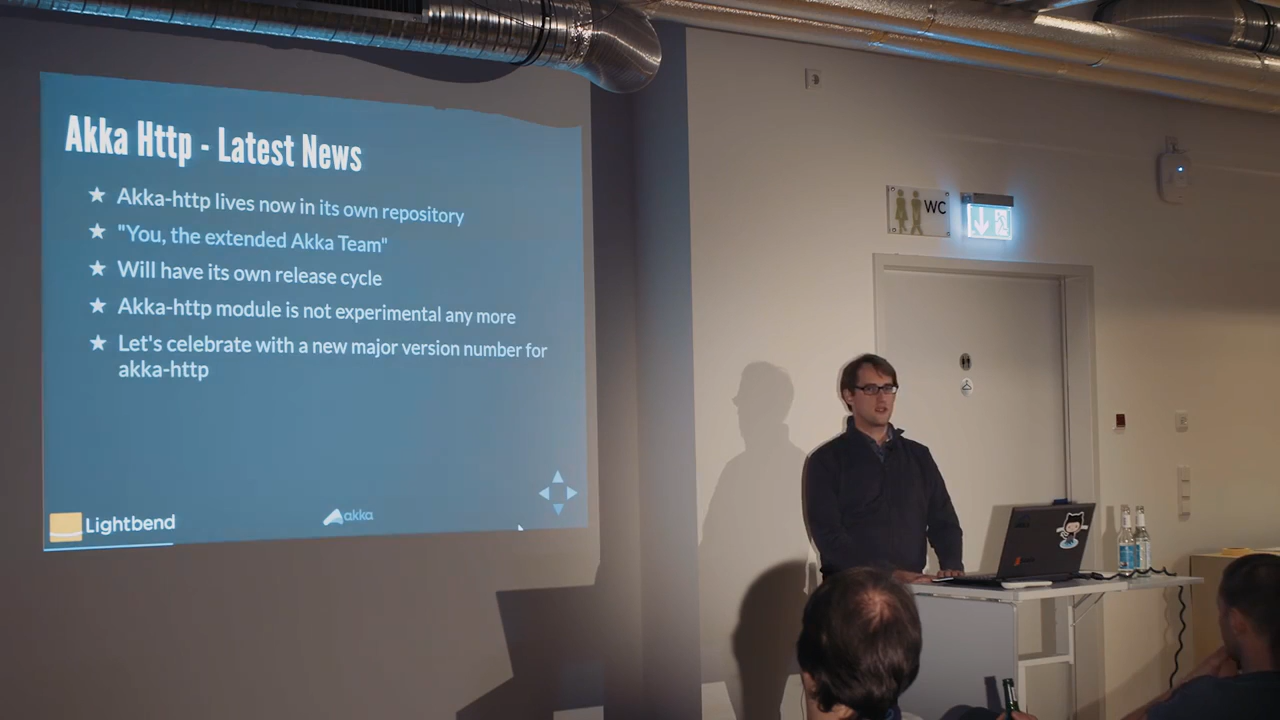 Akka Http - Latest News
★ Akka-http lives now in its own repository
★ "You, the extended Akka Team"
★ Will have its own release cycle
★ Akka-http module is not experimental any more
★ Let's celebrate with a new major version number for
akka-http
Lightbend
akka
WC